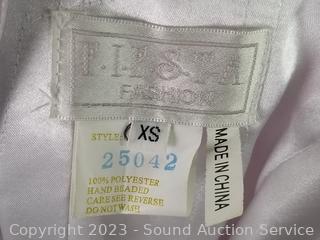 FIESTA
FASHION
STYLE
XS
25042
100% POLYESTER
HAND BEADED
CARE SEE REVERSE
DO NOT WASH
MADE IN CHINA
Copyright 2023 - Sound Auction Service